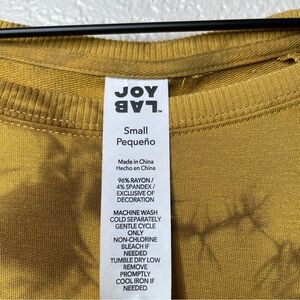 JOY
LAB™
Small
Pequeño
Made in China
Hecho en China
96% RAYON /
4% SPANDEX /
EXCLUSIVE OF
DECORATION
MACHINE WASH
COLD SEPARATELY
GENTLE CYCLE
ONLY
NON-CHLORINE
BLEACH IF
NEEDED
TUMBLE DRY LOW
REMOVE
PROMPTLY
COOL IRON IF
NEEDED